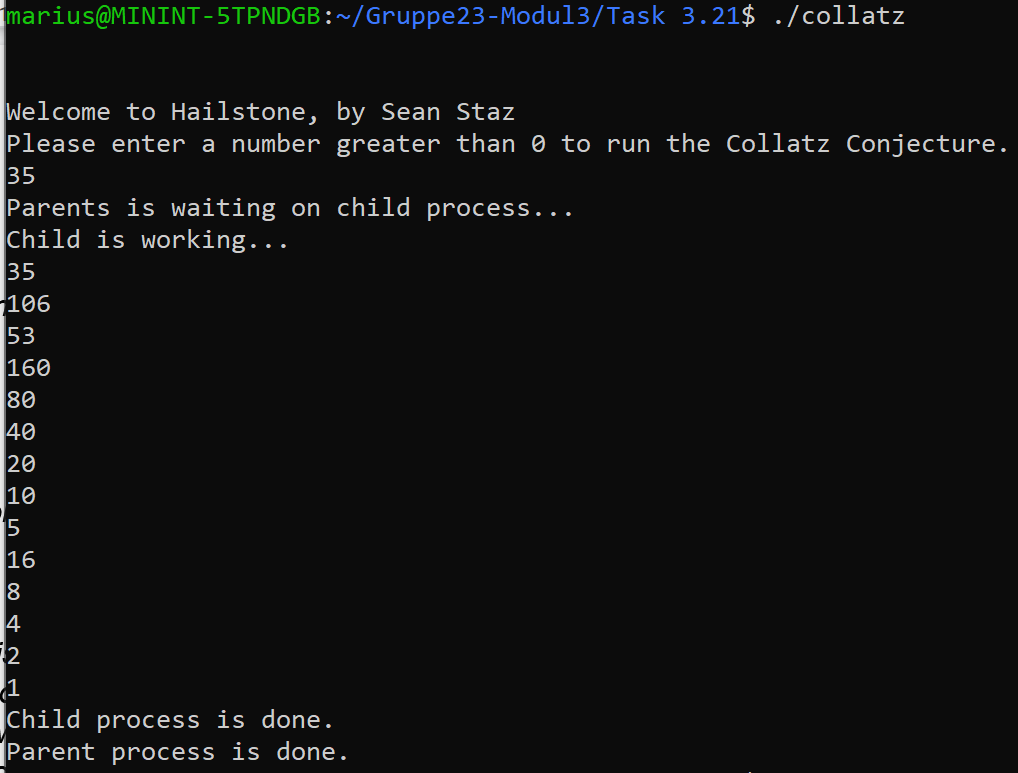 marius@MININT-5TPNDGB:~/Gruppe23-Modul3/Task 3.21$ ./collatz
Welcome to Hailstone, by Sean Staz
Please enter a number greater than 0 to run the Collatz Conjecture.
35
Parents is waiting on child process...
Child is working...
35
106
53
160
80
40
20
10
5
16
8
4
2
1
Child process is done.
Parent process is done.